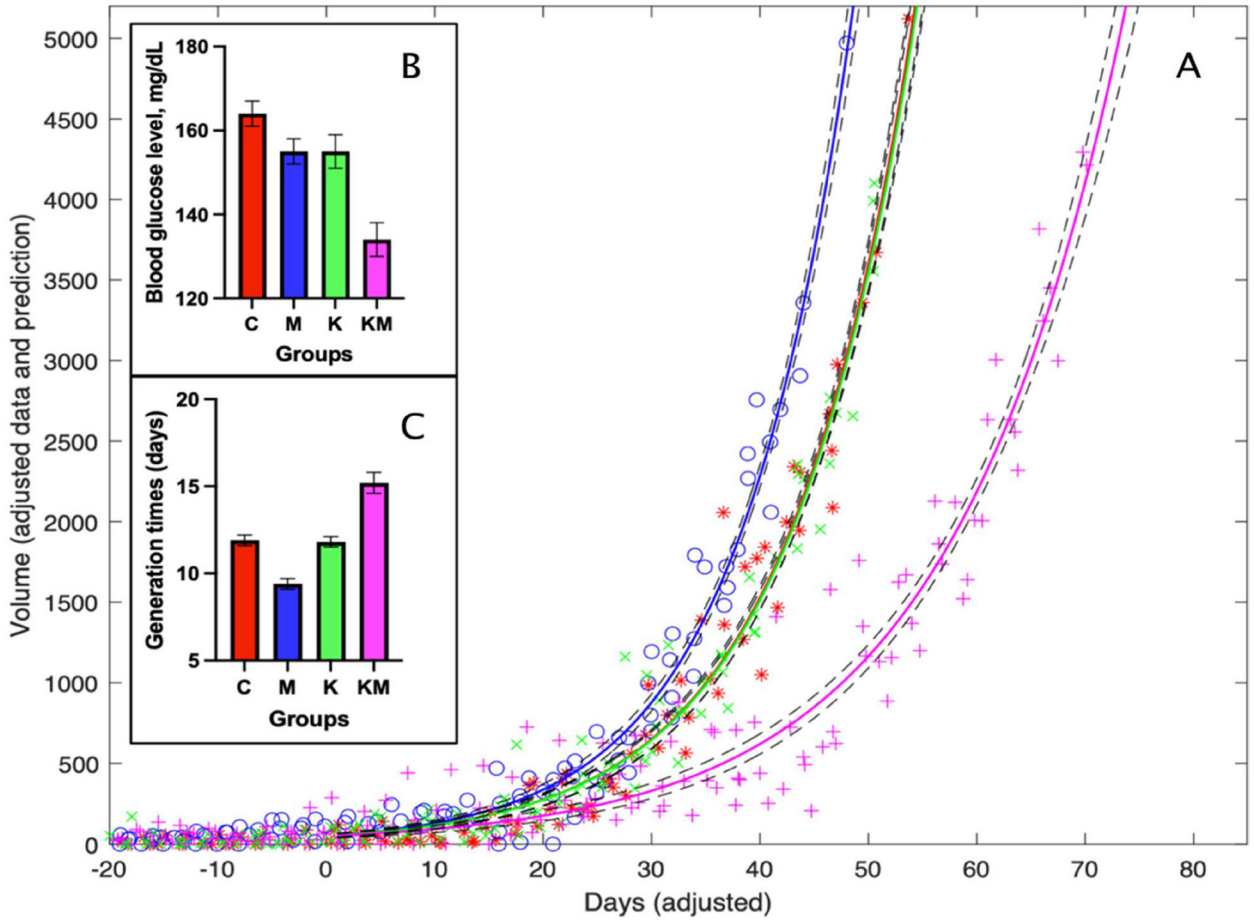 A
Volume (adjusted data and prediction)
5000
4500
4000
3500
3000
2500
2000
1500
1000
500
0
-20 -10 0 10 20 30 40 50 60 70 80
Days (adjusted)
B
Blood glucose level, mg/dL
180
160
140
120
C M K KM
Groups
C
Generation times (days)
20
15
10
5
C M K KM
Groups